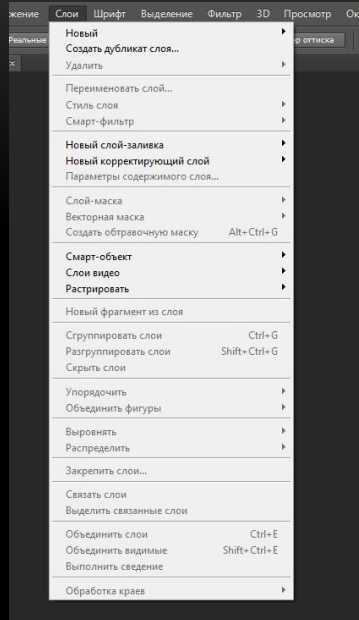 жение Слои Шрифт Выделение Фильтр 3D Просмотр Ок
Реальные
ер оттиска
×
Новый
Создать дубликат слоя...
Удалить
Переименовать слой...
Стиль слоя
Смарт-фильтр
Новый слой-заливка
Новый корректирующий слой
Параметры содержимого слоя...
Слой-маска
Векторная маска
Создать обтравочную маску Alt+Ctrl+G
Смарт-объект
Слои видео
Растрировать
Новый фрагмент из слоя
Сгруппировать слои Ctrl+G
Разгруппировать слои Shift+Ctrl+G
Скрыть слои
Упорядочить
Объединить фигуры
Выровнять
Распределить
Закрепить слои...
Связать слои
Выделить связанные слои
Объединить слои Ctrl+E
Объединить видимые Shift+Ctrl+E
Выполнить сведение
Обработка краев